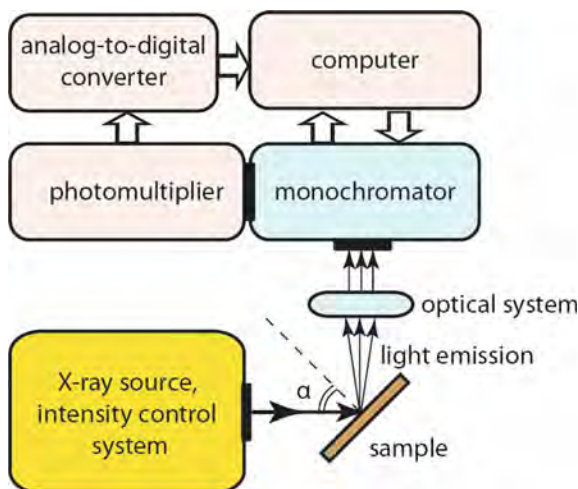 analog-to-digital
converter
computer
photomultiplier
monochromator
optical system
light emission
X-ray source,
intensity control
system
α
sample